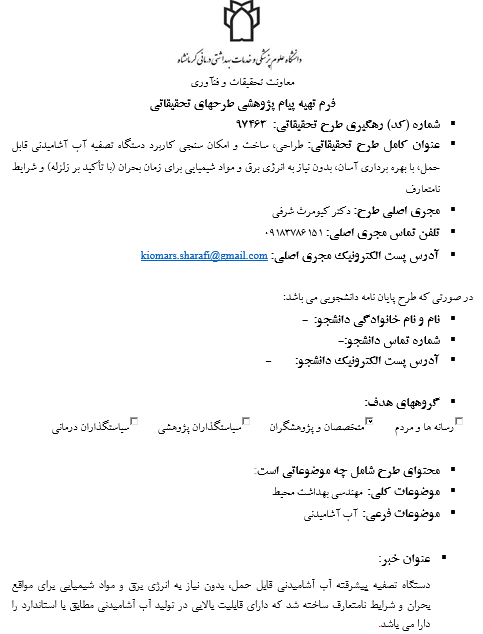 دانشگاه علوم پزشکی و خدمات بهداشتی درمانی کرمانشاه
معاونت تحقیقات و فنآوری
فرم تهیه پیام پژوهشی طرحهای تحقیقاتی
شماره (کد) رهگیری طرح تحقیقاتی: ۹۷۴۶۳
عنوان کامل طرح تحقیقاتی: طراحی، ساخت و امکان سنجی کاربرد دستگاه تصفیه آب آشامیدنی قابل
حمل، با بهره برداری آسان، بدون نیاز به انرژی برق و مواد شیمیایی برای زمان بحران (با تأکید بر زلزله) و شرایط
نامتعارف
مجری اصلی طرح: دکتر کیومرث شرفی
تلفن تماس مجری اصلی: ۰۹۱۸۳۷۸۶۱۵۱
آدرس پست الکترونیک مجری اصلی: kiomars.sharafi@gmail.com
در صورتی که طرح پایان نامه دانشجویی می باشد:
نام و نام خانوادگی دانشجو: -
شماره تماس دانشجو:-
آدرس پست الکترونیک دانشجو: -
گروههای هدف:
رسانه ها و مردم متخصصان و پژوهشگران سیاستگذاران پژوهشی سیاستگذاران درمانی
محتوای طرح شامل چه موضوعاتی است:
موضوعات کلی: مهندسی بهداشت محیط
موضوعات فرعی: آب آشامیدنی
عنوان خبر:
دستگاه تصفیه پیشرفته آب آشامیدنی قابل حمل، بدون نیاز به انرژی برق و مواد شیمیایی برای مواقع
بحران و شرایط نامتعارف ساخته شد که دارای قابلیت بالایی در تولید آب آشامیدنی مطابق با استاندارد را
دارا می باشد.